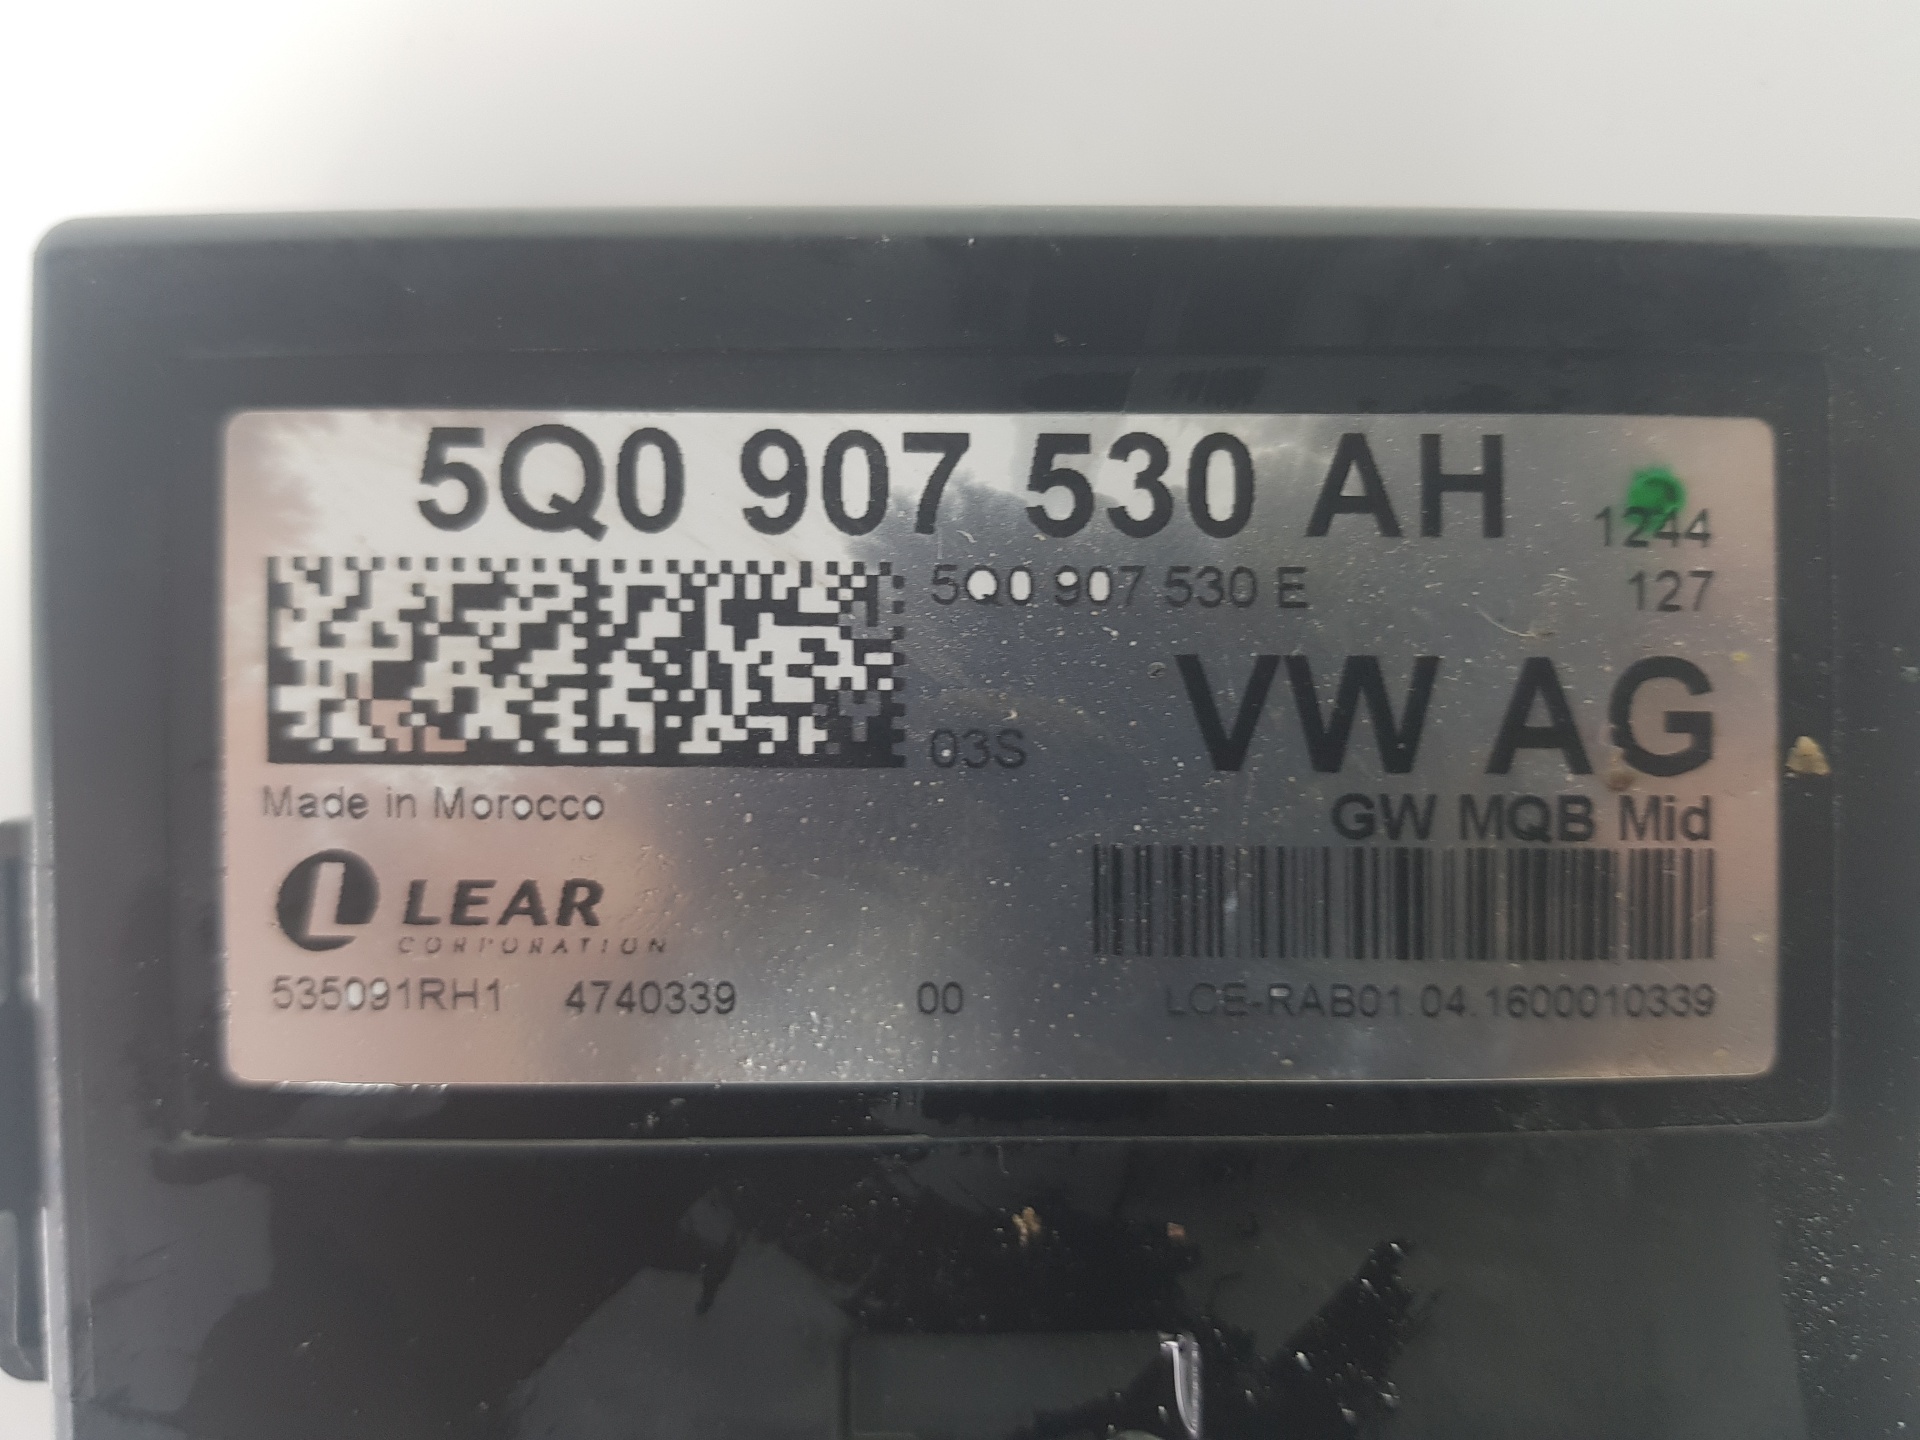 5Q0 907 530 AH
1244
5Q0 907 530 E
127
03S
VW AG
Made in Morocco
GW MQB Mid
LEAR
CORPORATION
535091RH1 4740339 00 LCE-RAB01.04.1600010339